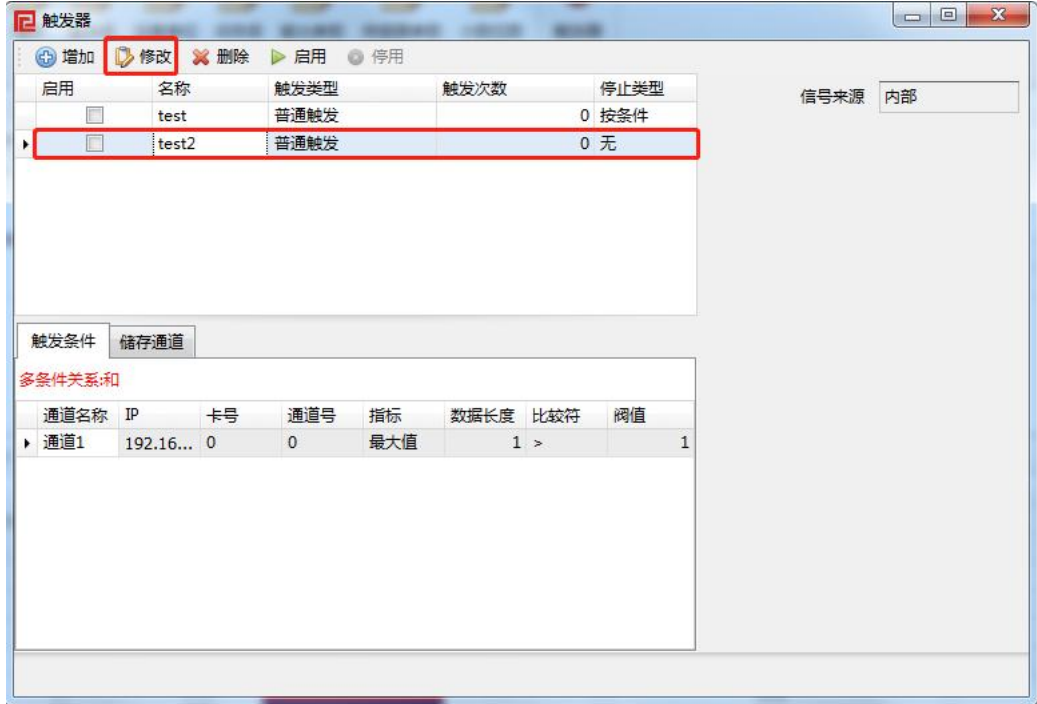 触发器
增加 修改 删除 启用 停用
启用 名称 触发类型 触发次数 停止类型
信号来源 内部
test 普通触发 0 按条件
test2 普通触发 0 无
触发条件 储存通道
多条件关系:和
通道名称 IP 卡号 通道号 指标 数据长度 比较符 阀值
通道1 192.16... 0 0 最大值 1 > 1